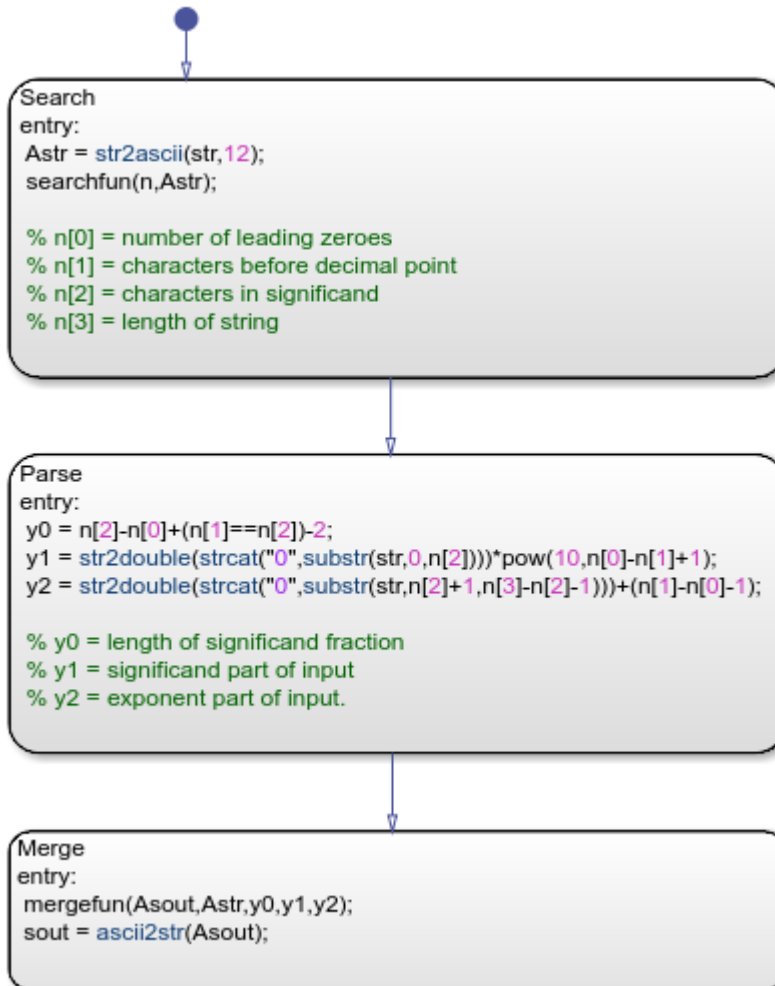 Search
entry:
Astr = str2ascii(str,12);
searchfun(n,Astr);
% n[0] = number of leading zeroes
% n[1] = characters before decimal point
% n[2] = characters in significand
% n[3] = length of string
Parse
entry:
y0 = n[2]-n[0]+(n[1]==n[2])-2;
y1 = str2double(strcat("0",substr(str,0,n[2])))*pow(10,n[0]-n[1]+1);
y2 = str2double(strcat("0",substr(str,n[2]+1,n[3]-n[2]-1)))+(n[1]-n[0]-1);
% y0 = length of significand fraction
% y1 = significand part of input
% y2 = exponent part of input.
Merge
entry:
mergefun(Asout,Astr,y0,y1,y2);
sout = ascii2str(Asout);